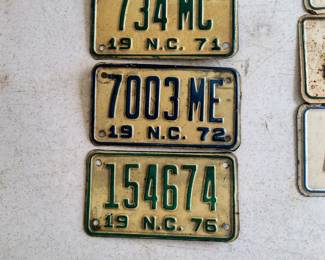 734 MC
19 N.C. 71
7003 ME
19 N.C. 72
154674
19 N.C. 76